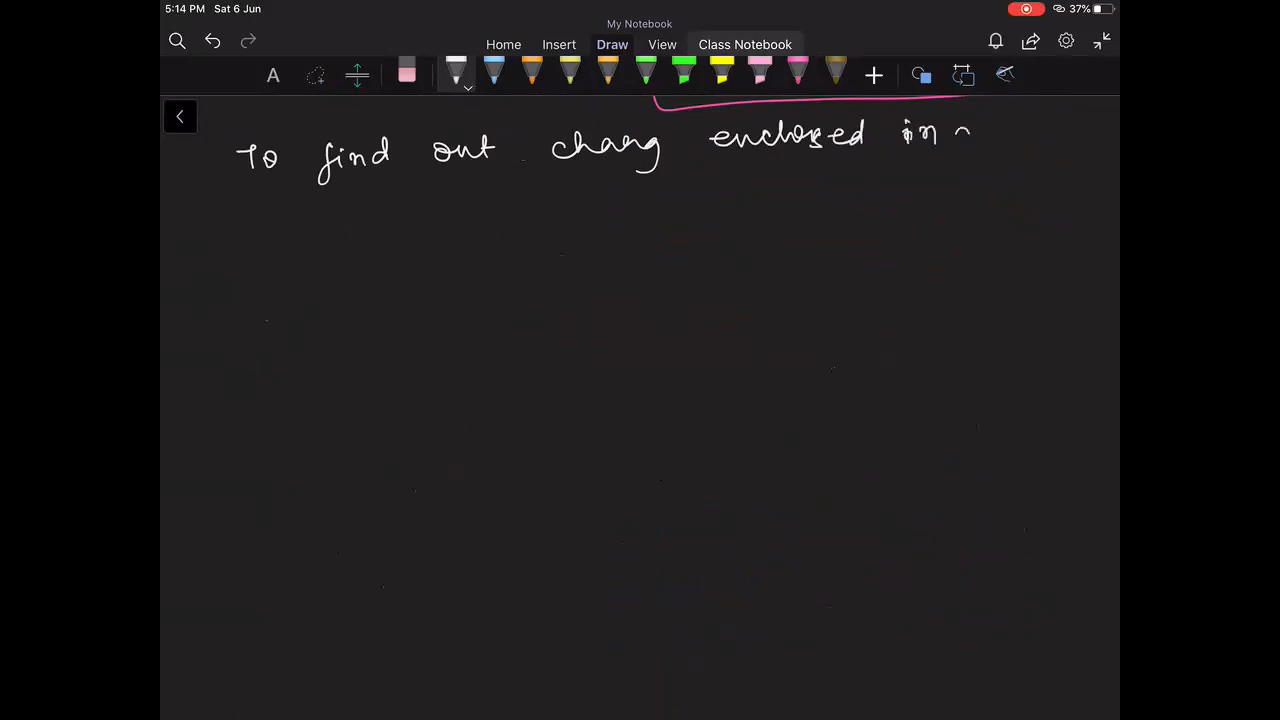 5:14 PM Sat 6 Jun 37%
My Notebook
Home Insert Draw View Class Notebook
A
To find out charg enclosed in